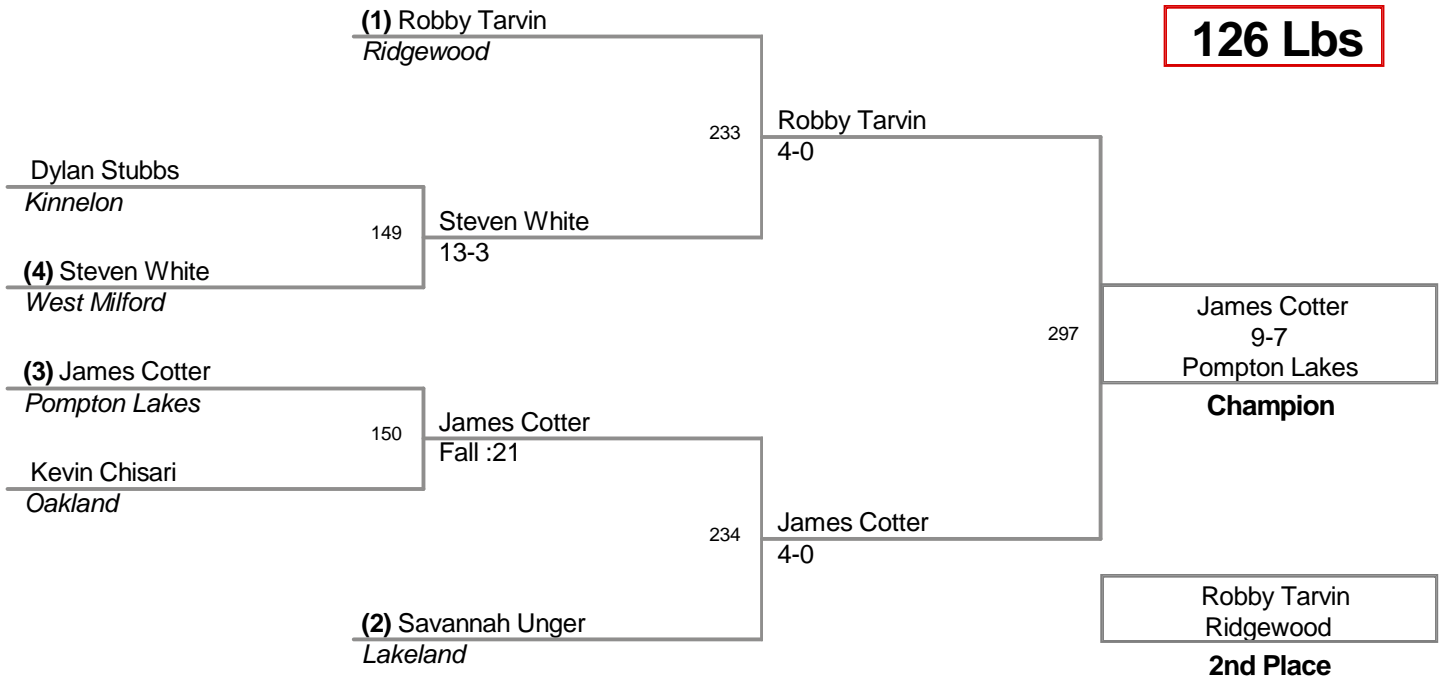 (1) Robby Tarvin
Ridgewood
126 Lbs
233
Robby Tarvin
4-0
Dylan Stubbs
Kinnelon
149
Steven White
13-3
(4) Steven White
West Milford
297
James Cotter
9-7
Pompton Lakes
Champion
(3) James Cotter
Pompton Lakes
150
James Cotter
Fall :21
Kevin Chisari
Oakland
234
James Cotter
4-0
(2) Savannah Unger
Lakeland
Robby Tarvin
Ridgewood
2nd Place